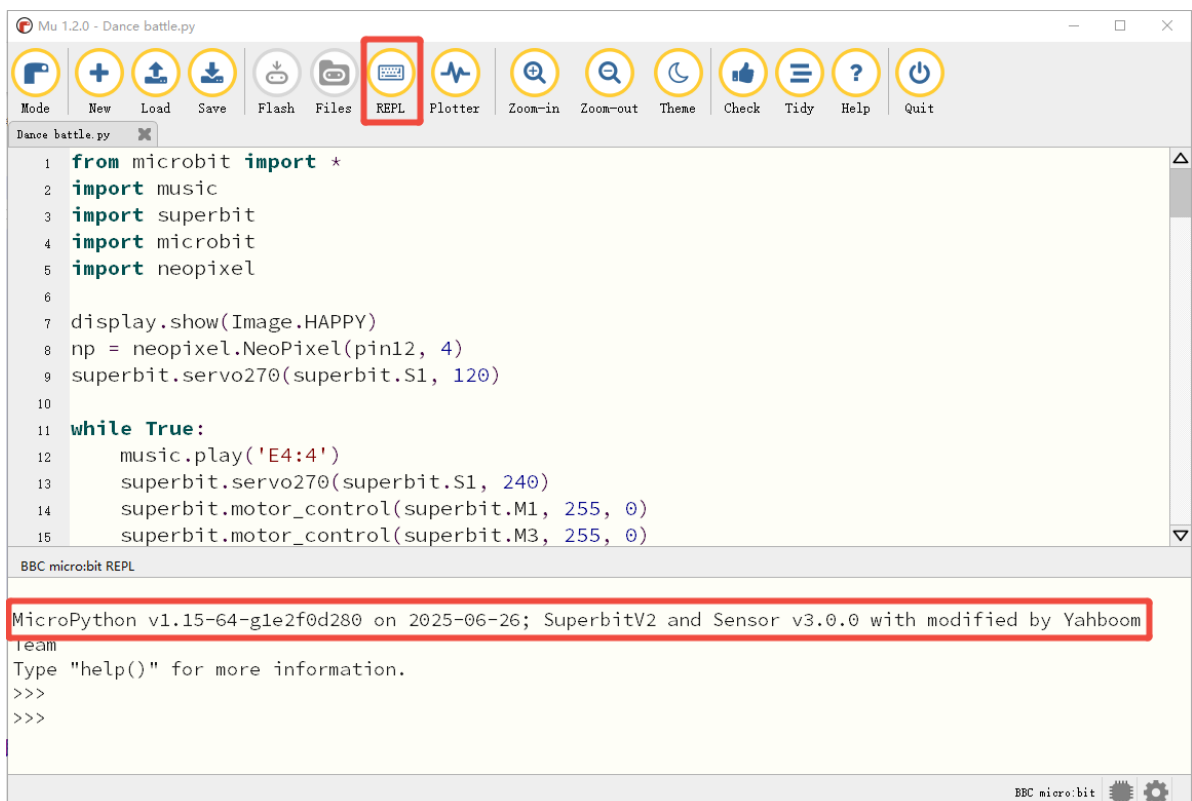 Mu 1.2.0 - Dance battle.py
Mode New Load Save Flash Files REPL Plotter Zoom-in Zoom-out Theme Check Tidy Help Quit
Dance battle.py
1 from microbit import *
2 import music
3 import superbit
4 import microbit
5 import neopixel
6
7 display.show(Image.HAPPY)
8 np = neopixel.NeoPixel(pin12, 4)
9 superbit.servo270(superbit.S1, 120)
10
11 while True:
12     music.play('E4:4')
13     superbit.servo270(superbit.S1, 240)
14     superbit.motor_control(superbit.M1, 255, 0)
15     superbit.motor_control(superbit.M3, 255, 0)
BBC micro:bit REPL
MicroPython v1.15-64-g1e2f0d280 on 2025-06-26; SuperbitV2 and Sensor v3.0.0 with modified by Yahboom
Team
Type "help()" for more information.
>>>
>>>
BBC micro:bit